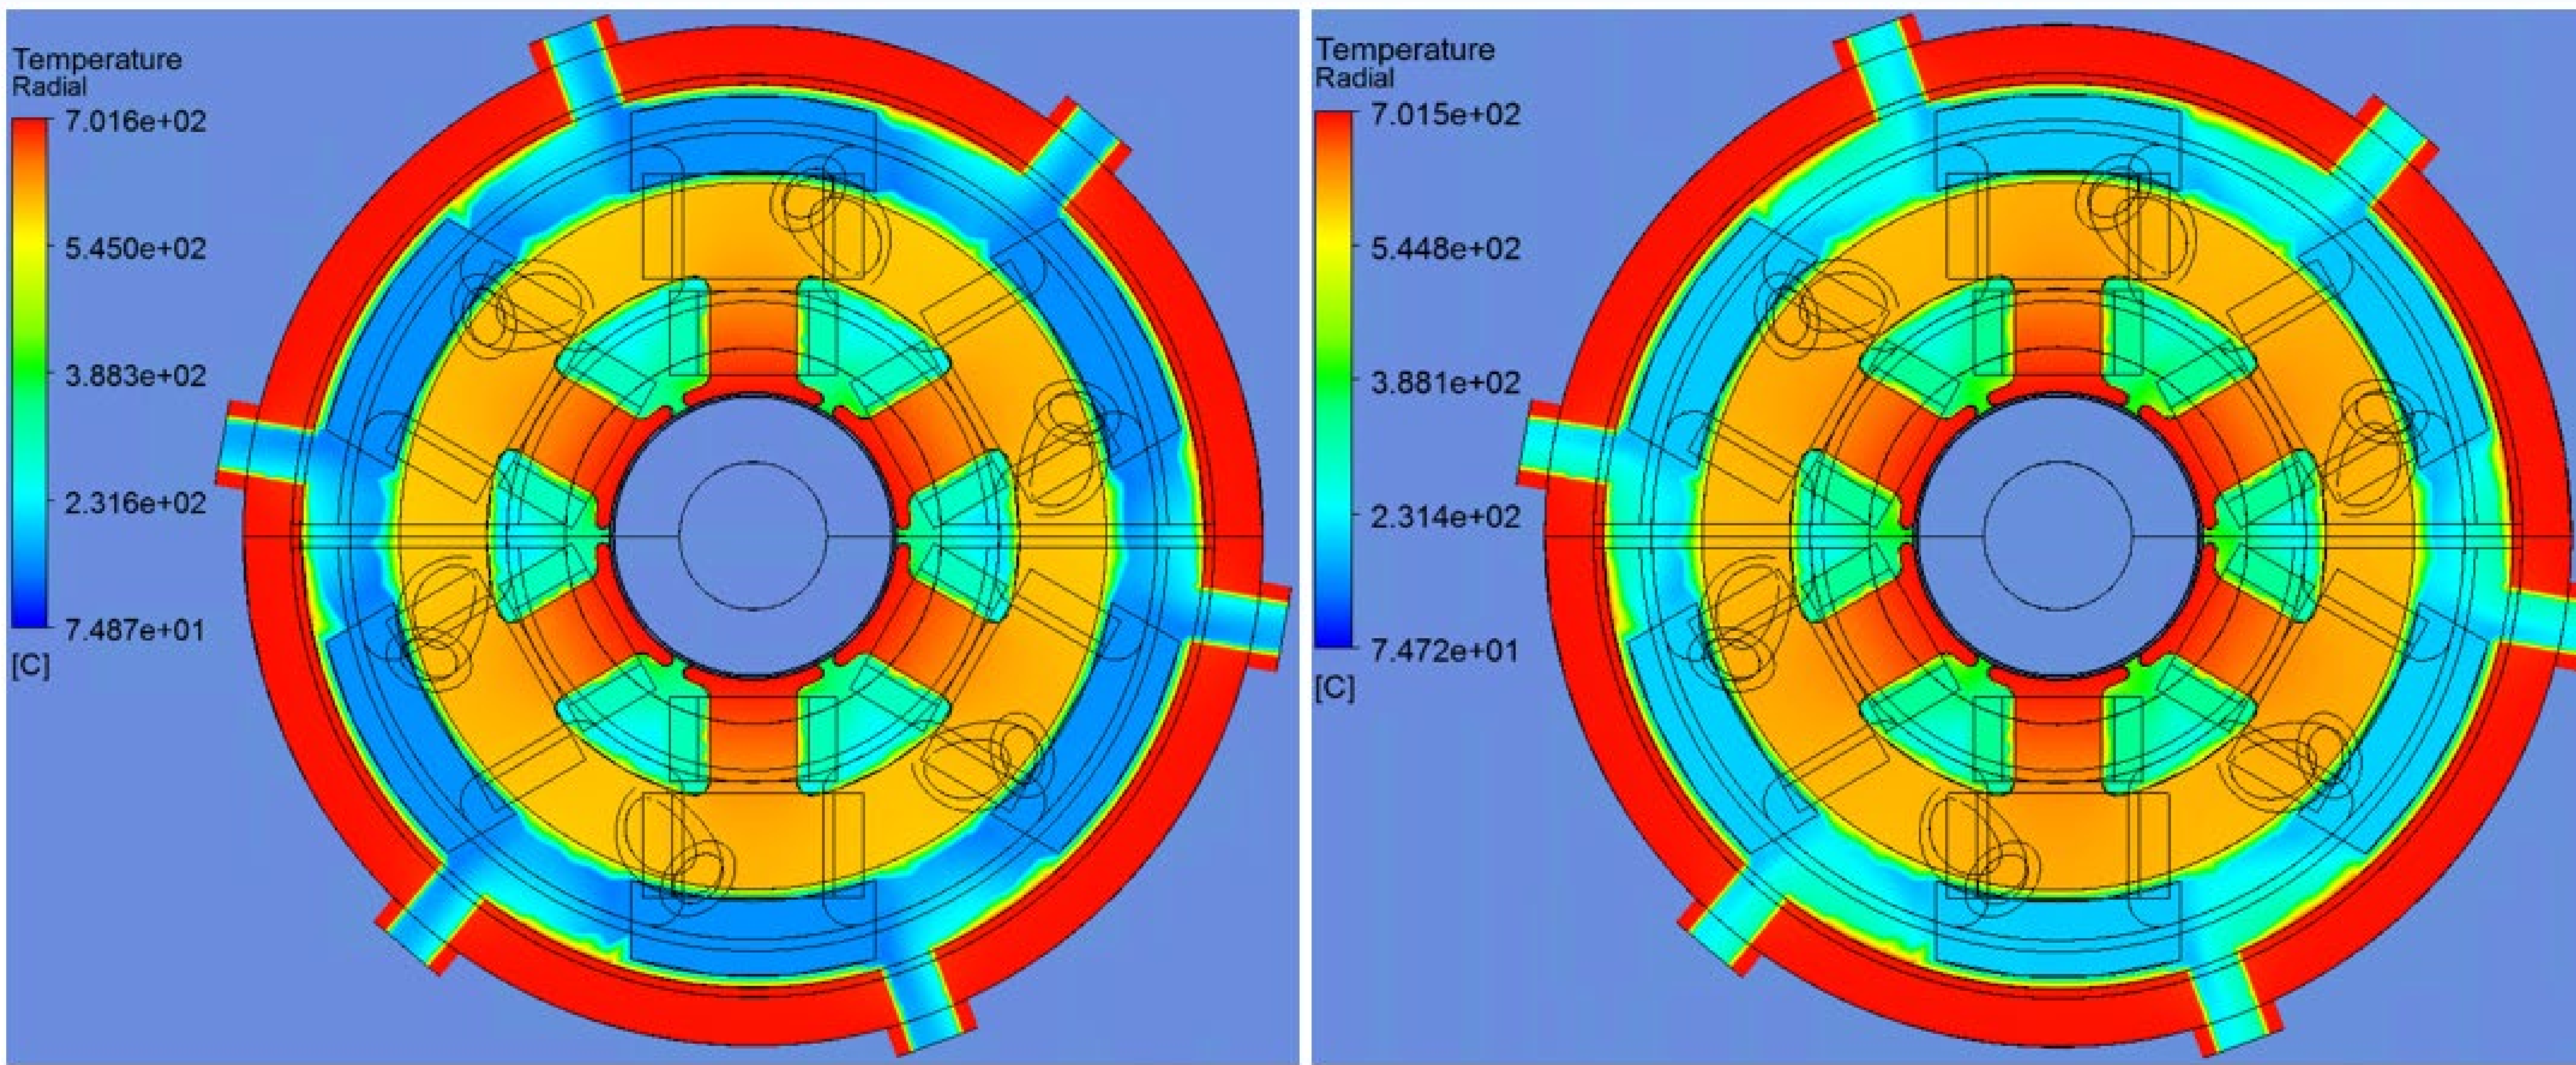 Temperature
Radial
7.016e+02
5.450e+02
3.883e+02
2.316e+02
7.487e+01
[C]
Temperature
Radial
7.015e+02
5.448e+02
3.881e+02
2.314e+02
7.472e+01
[C]